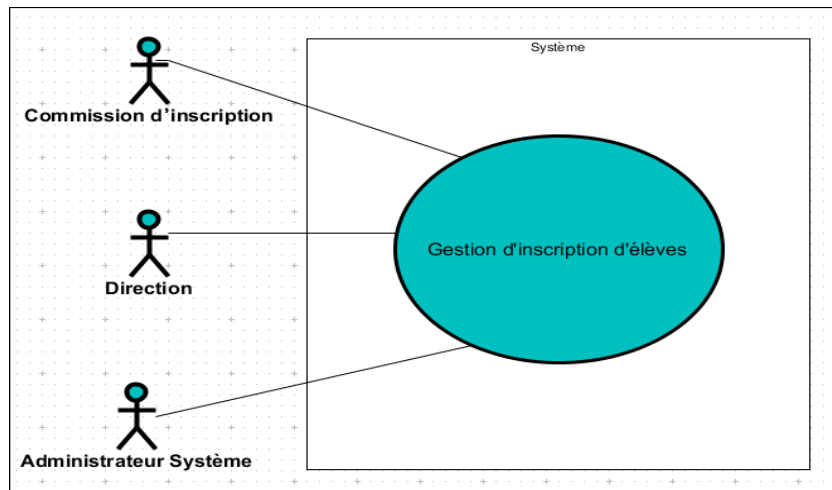 Système
Commission d'inscription
Gestion d'inscription d'élèves
Direction
Administrateur Système